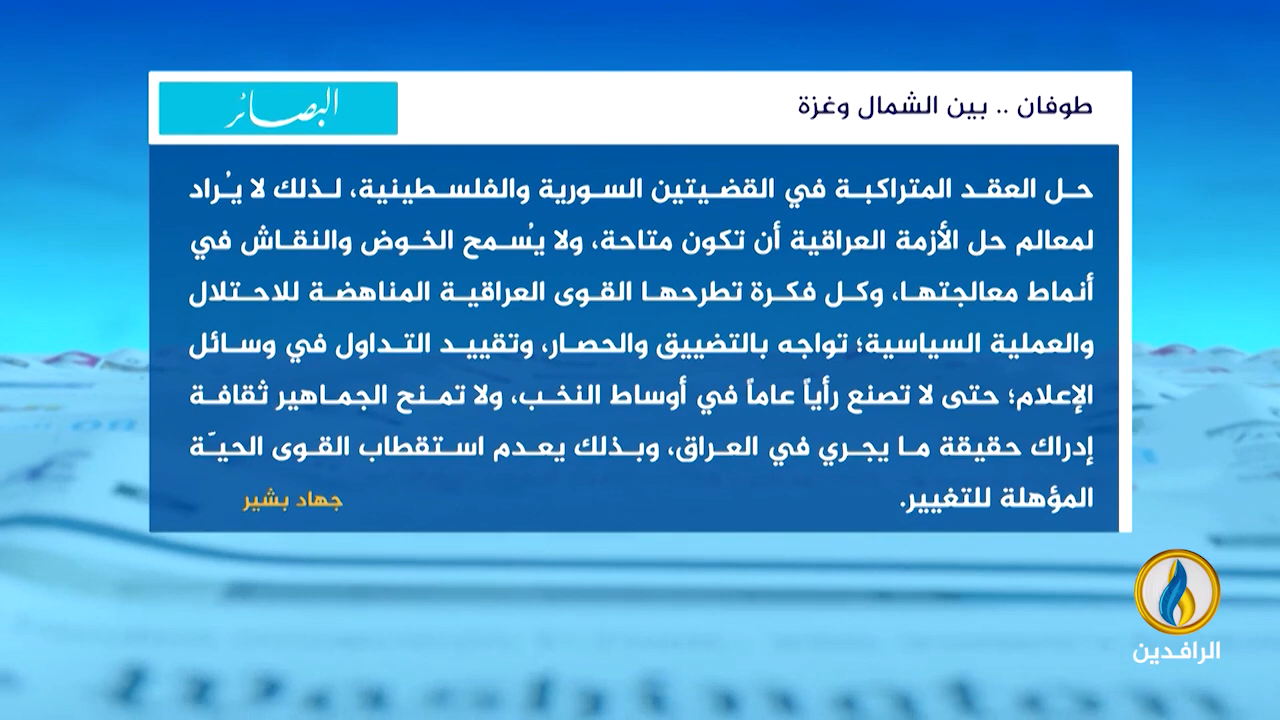 طوفان .. بين الشمال وغزة
البصائر
حل العقد المتراكبة في القضيتين السورية والفلسطينية، لذلك لا يُراد
لمعالم حل الأزمة العراقية أن تكون متاحة، ولا يُسمح الخوض والنقاش في
أنماط معالجتها، وكل فكرة تطرحها القوى العراقية المناهضة للاحتلال
والعملية السياسية؛ تواجه بالتضييق والحصار، وتقييد التداول في وسائل
الإعلام؛ حتى لا تصنع رأياً عاماً في أوساط النخب، ولا تمنح الجماهير ثقافة
إدراك حقيقة ما يجري في العراق، وبذلك يعدم استقطاب القوى الحيّة
المؤهلة للتغيير.
جهاد بشير
الرافدين